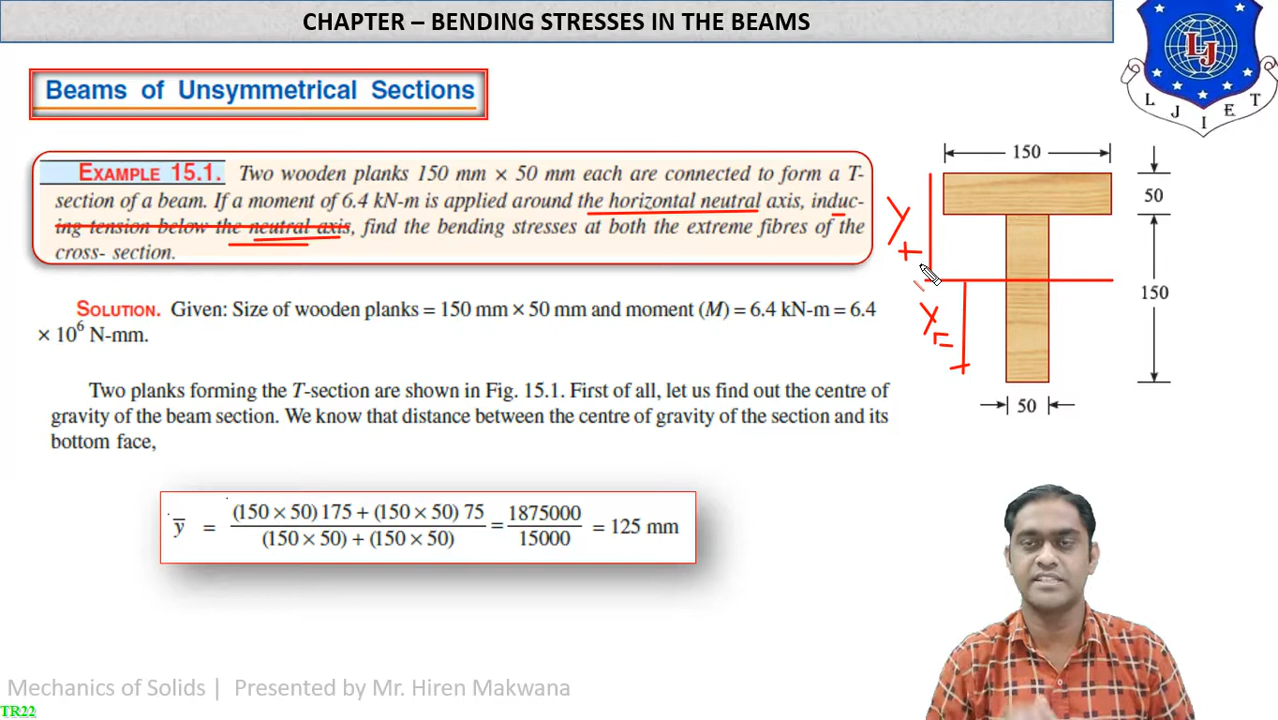 CHAPTER – BENDING STRESSES IN THE BEAMS
LJ
L J I E T
Beams of Unsymmetrical Sections
EXAMPLE 15.1. Two wooden planks 150 mm × 50 mm each are connected to form a T-
section of a beam. If a moment of 6.4 kN-m is applied around the horizontal neutral axis, induc-
ing tension below the neutral axis, find the bending stresses at both the extreme fibres of the
cross- section.
150
50
150
50
SOLUTION. Given: Size of wooden planks = 150 mm × 50 mm and moment (M) = 6.4 kN-m = 6.4
× 10⁶ N-mm.
Two planks forming the T-section are shown in Fig. 15.1. First of all, let us find out the centre of
gravity of the beam section. We know that distance between the centre of gravity of the section and its
bottom face,
y̅ = (150 × 50) 175 + (150 × 50) 75 / (150 × 50) + (150 × 50) = 1875000 / 15000 = 125 mm
Mechanics of Solids | Presented by Mr. Hiren Makwana
TR22